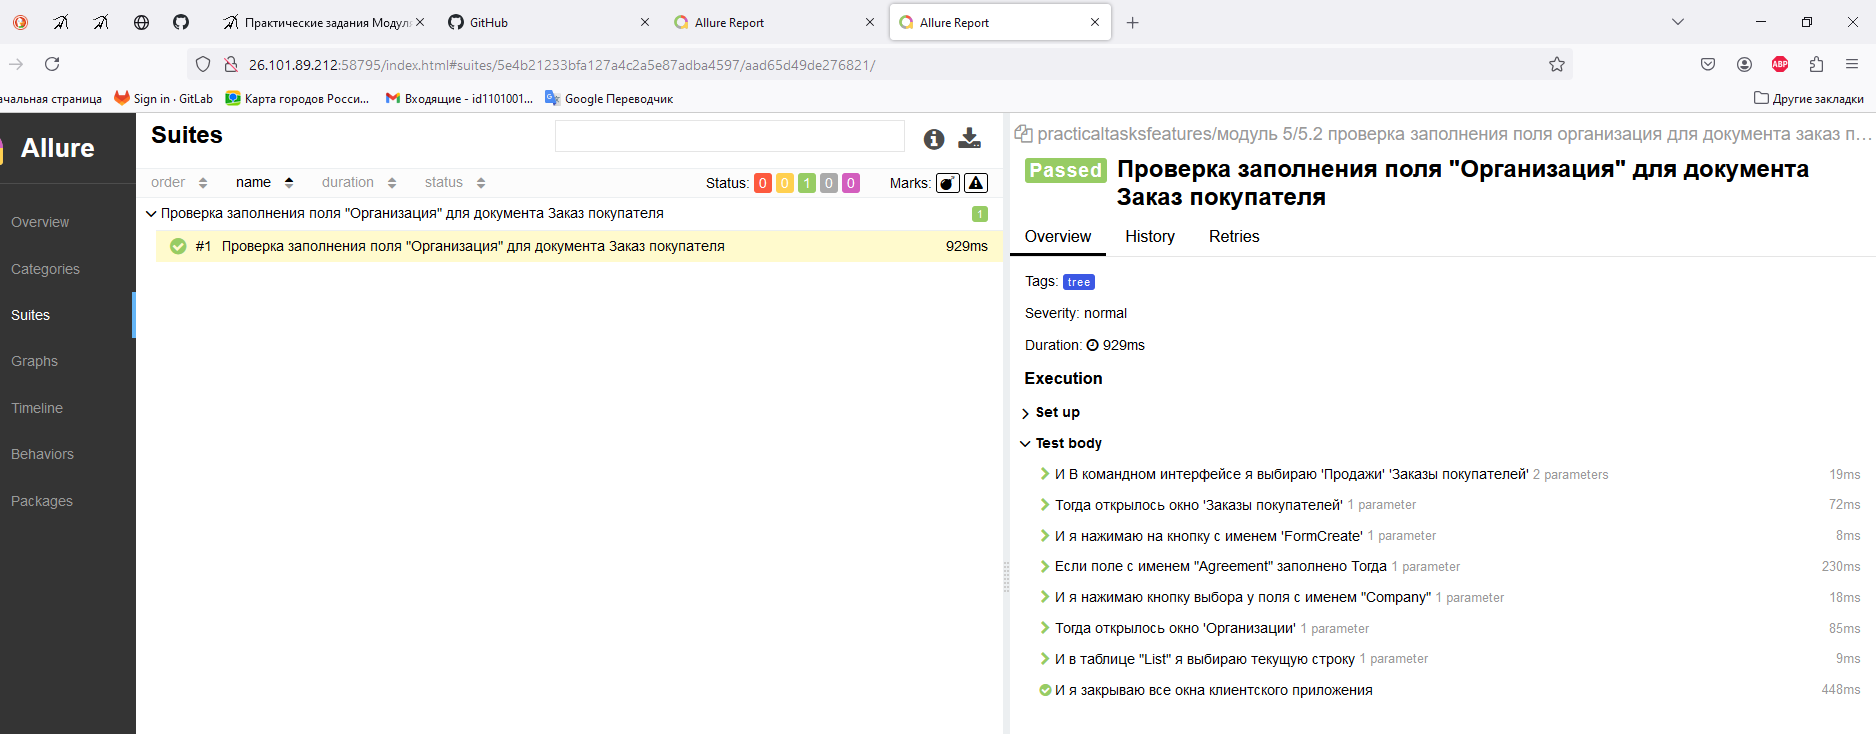 Практические задания Модул
GitHub
Allure Report
Allure Report
26.101.89.212:58795/index.html#suites/5e4b21233bfa127a4c2a5e87adba4597/aad65d49de276821/
ABP
ачальная страница
Sign in · GitLab
Карта городов Росси...
Входящие - id1101001...
Google Переводчик
Другие закладки
Allure
Overview
Categories
Suites
Graphs
Timeline
Behaviors
Packages
Suites
order name duration status
Status: 0 0 1 0 0 Marks:
Проверка заполнения поля "Организация" для документа Заказ покупателя 1
#1 Проверка заполнения поля "Организация" для документа Заказ покупателя 929ms
practicaltasksfeatures/модуль 5/5.2 проверка заполнения поля организация для документа заказ п...
Passed Проверка заполнения поля "Организация" для документа
Заказ покупателя
Overview History Retries
Tags: tree
Severity: normal
Duration: 929ms
Execution
Set up
Test body
И В командном интерфейсе я выбираю 'Продажи' 'Заказы покупателей' 2 parameters 19ms
Тогда открылось окно 'Заказы покупателей' 1 parameter 72ms
И я нажимаю на кнопку с именем 'FormCreate' 1 parameter 8ms
Если поле с именем "Agreement" заполнено Тогда 1 parameter 230ms
И я нажимаю кнопку выбора у поля с именем "Company" 1 parameter 18ms
Тогда открылось окно 'Организации' 1 parameter 85ms
И в таблице "List" я выбираю текущую строку 1 parameter 9ms
И я закрываю все окна клиентского приложения 448ms